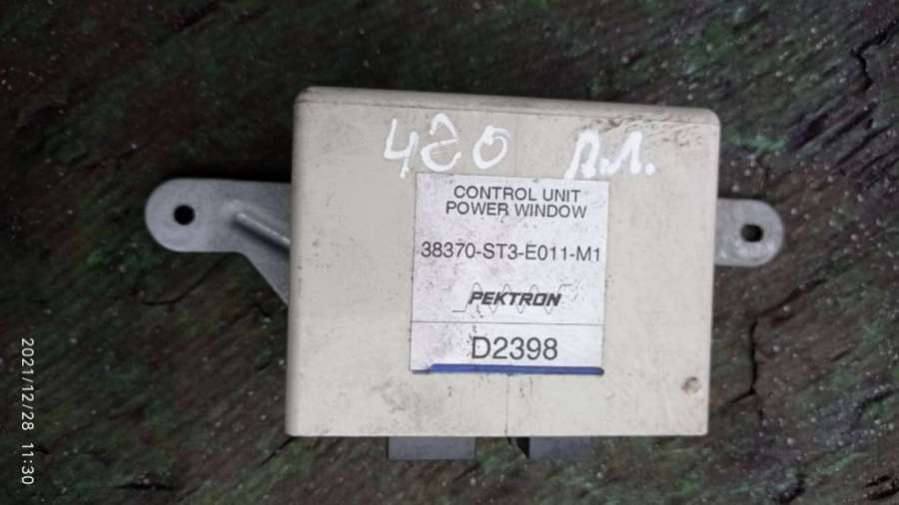 420 Л.Л.
CONTROL UNIT
POWER WINDOW
38370-ST3-E011-M1
PEKTRON
D2398
2021/12/28 11:30